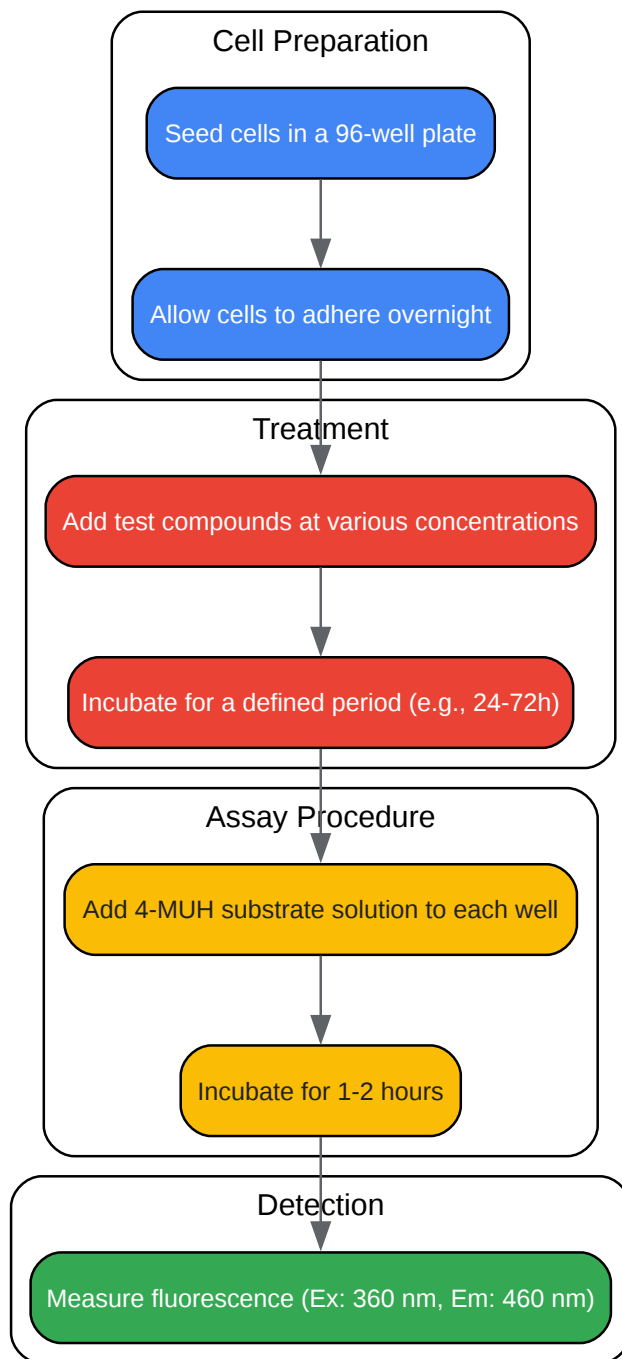 Cell Preparation
Seed cells in a 96-well plate
Allow cells to adhere overnight
Treatment
Add test compounds at various concentrations
Incubate for a defined period (e.g., 24-72h)
Assay Procedure
Add 4-MUH substrate solution to each well
Incubate for 1-2 hours
Detection
Measure fluorescence (Ex: 360 nm, Em: 460 nm)